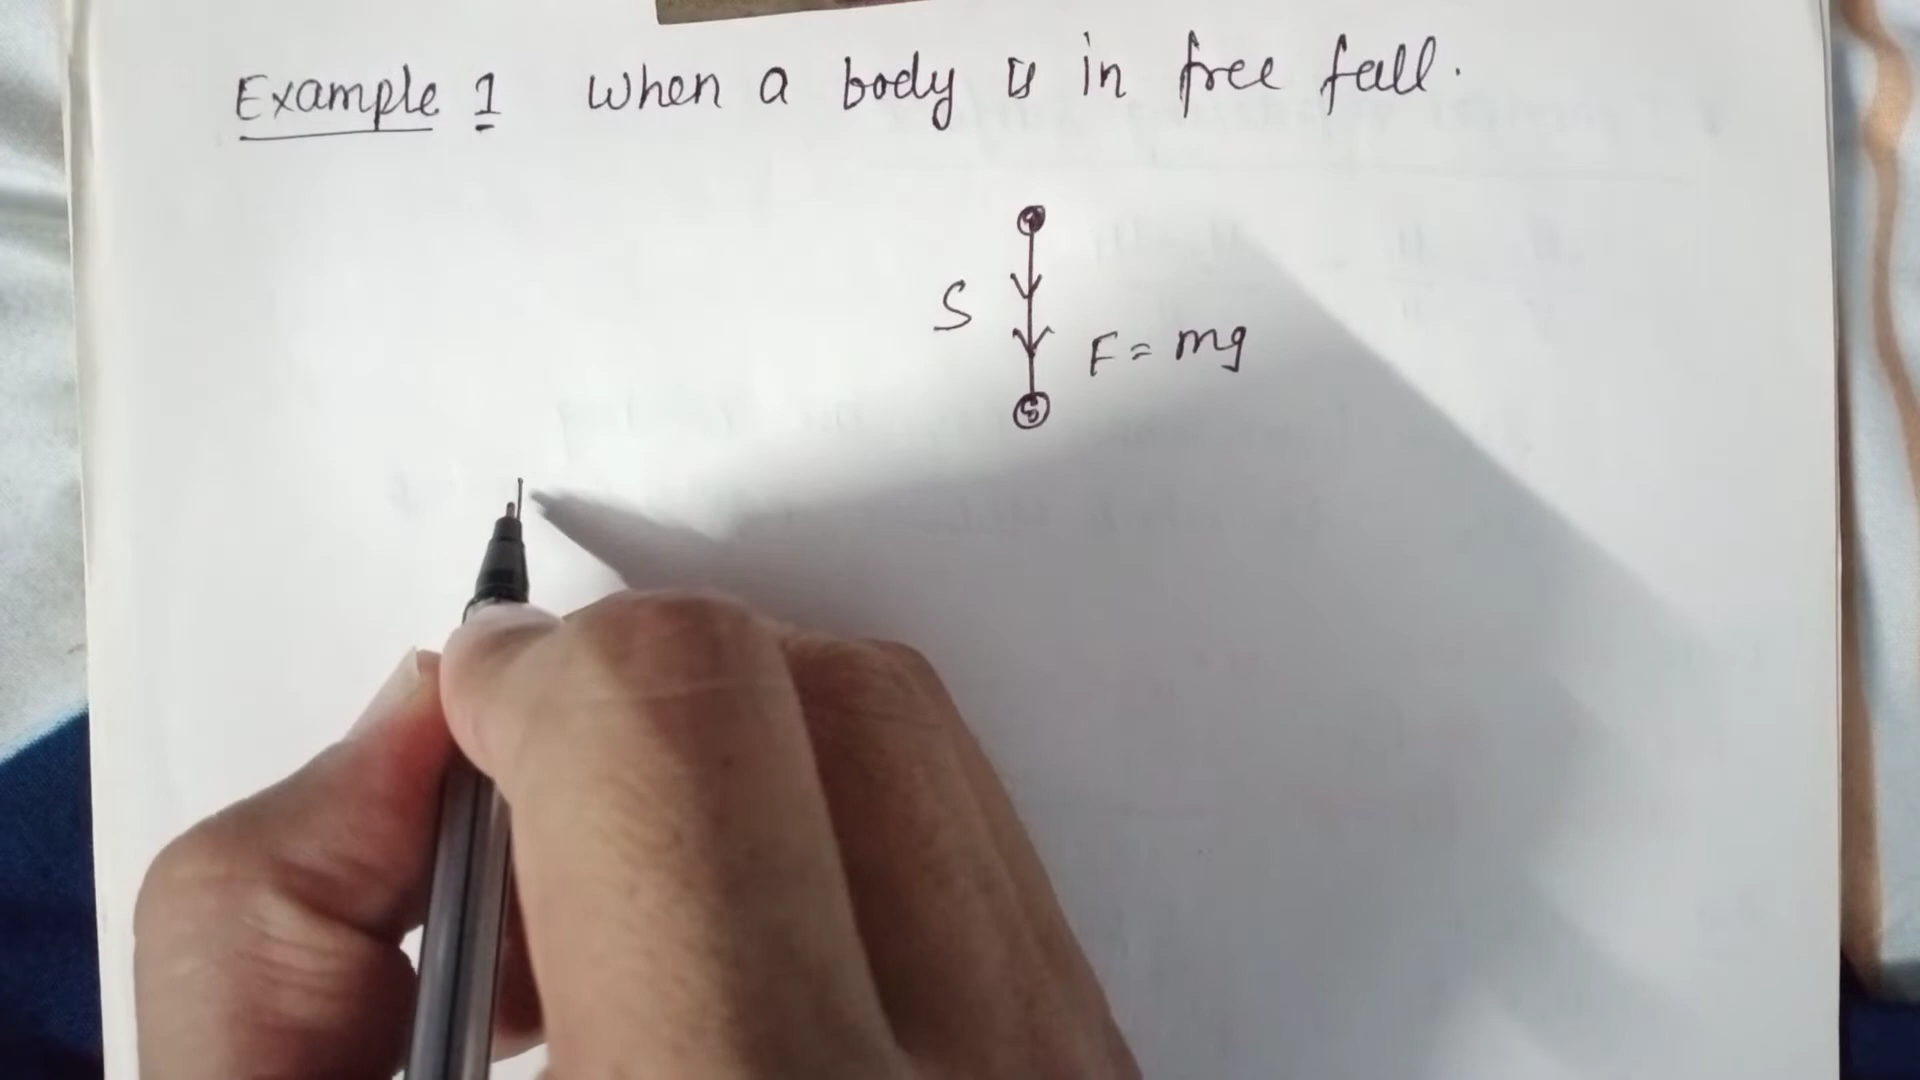 Example 1 When a body is in free fall.
S
F = mg